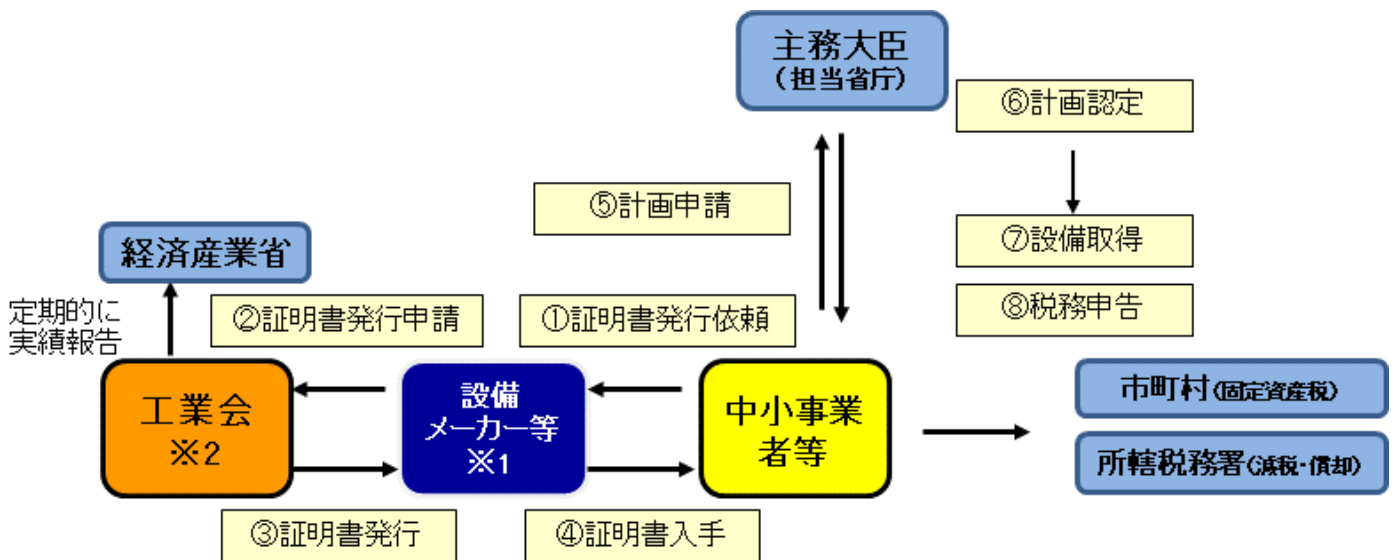 主務大臣
(担当省庁)
⑥計画認定
⑤計画申請
⑦設備取得
経済産業省
定期的に
実績報告
②証明書発行申請
①証明書発行依頼
⑧税務申告
工業会
※2
設備
メーカー等
※1
中小事業
者等
市町村(固定資産税)
所轄税務署(減税・償却)
③証明書発行
④証明書入手